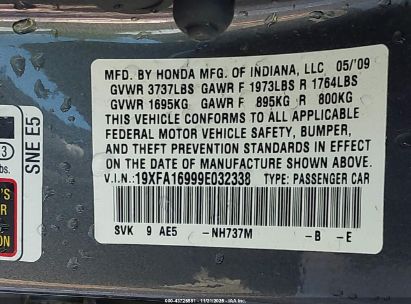 MFD. BY HONDA MFG. OF INDIANA, LLC 05/'09
GVWR 3737LBS GAWR F 1973LBS R 1764LBS
GVWR 1695KG GAWR F 895KG R 800KG
THIS VEHICLE CONFORMS TO ALL APPLICABLE
FEDERAL MOTOR VEHICLE SAFETY, BUMPER,
AND THEFT PREVENTION STANDARDS IN EFFECT ON
THE DATE OF MANUFACTURE SHOWN ABOVE.
V.I.N.: 19XFA16999E032338 TYPE: PASSENGER CAR
SVK 9 AE5 -NH737M -B -E
SNE E5
3
bs.